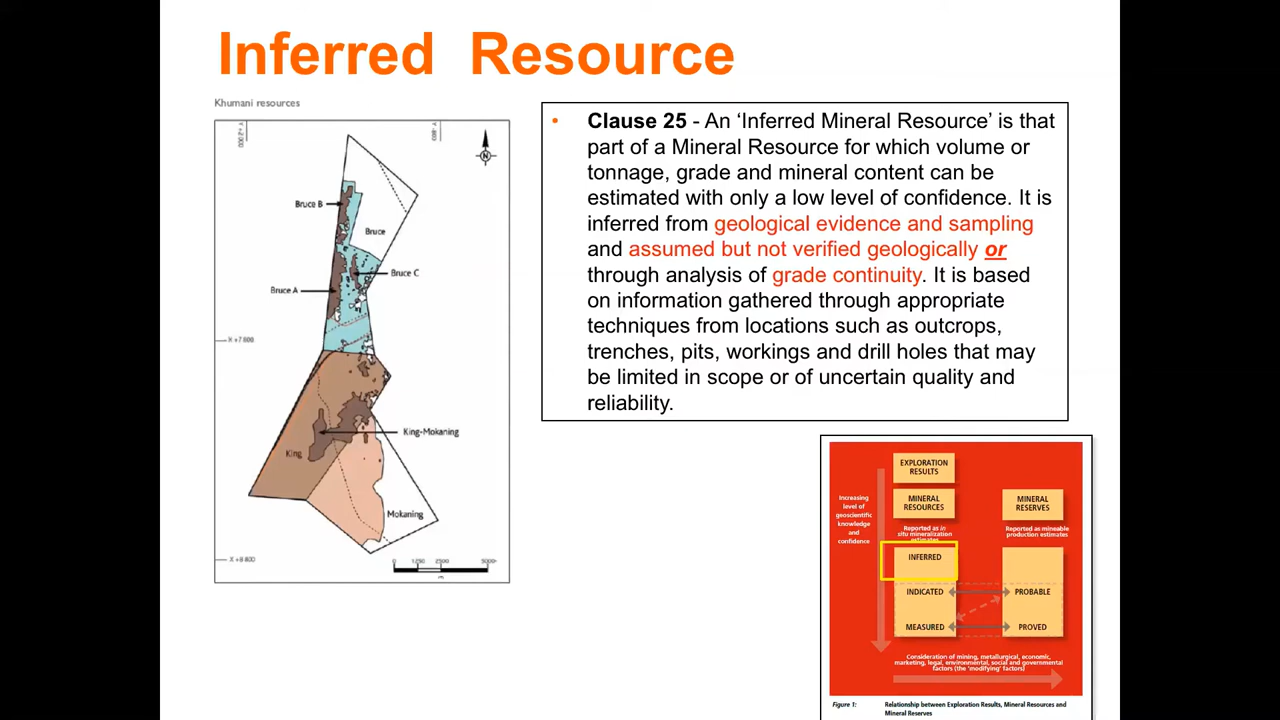 Inferred Resource
Khumani resources
Bruce B
Bruce
Bruce C
Bruce A
X +7 800
King-Mokaning
King
Mokaning
X +8 800
• Clause 25 - An ‘Inferred Mineral Resource’ is that
part of a Mineral Resource for which volume or
tonnage, grade and mineral content can be
estimated with only a low level of confidence. It is
inferred from geological evidence and sampling
and assumed but not verified geologically or
through analysis of grade continuity. It is based
on information gathered through appropriate
techniques from locations such as outcrops,
trenches, pits, workings and drill holes that may
be limited in scope or of uncertain quality and
reliability.
EXPLORATION
RESULTS
Increasing
level of
geoscientific
knowledge
and
confidence
MINERAL
RESOURCES
MINERAL
RESERVES
Reported as in
situ mineralization
estimates
Reported as mineable
production estimates
INFERRED
INDICATED
PROBABLE
MEASURED
PROVED
Consideration of mining, metallurgical, economic,
marketing, legal, environmental, social and governmental
factors (the ‘modifying’ factors)
Figure 1: Relationship between Exploration Results, Mineral Resources and
Mineral Reserves